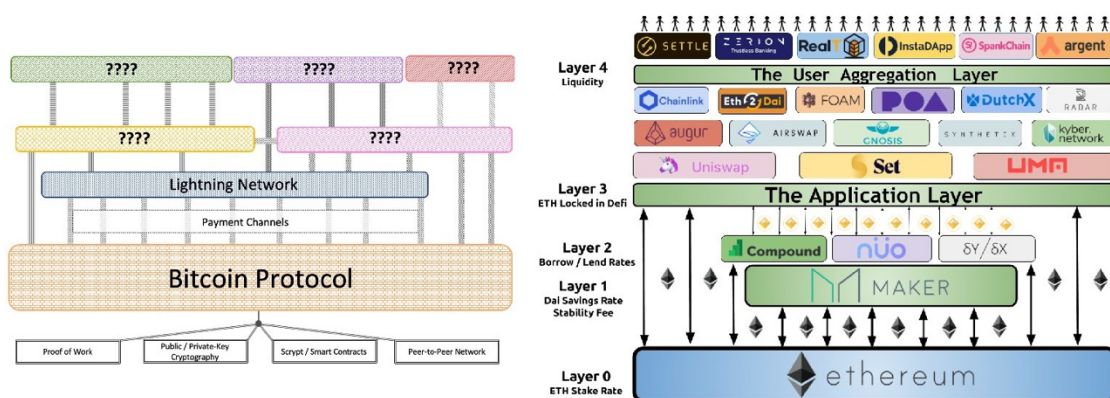 ????
????
????
????
????
Lightning Network
Payment Channels
Bitcoin Protocol
Proof of Work
Public / Private-Key
Cryptography
Scrypt / Smart Contracts
Peer-to-Peer Network
SETTLE
ZERION
Trustless Banking
RealT
InstaDApp
SpankChain
argent
Layer 4
Liquidity
The User Aggregation Layer
Chainlink
Eth2Dai
FOAM
POA
DutchX
RADAR
augur
AIRSWAP
GNOSIS
SYNTHETIX
kyber
network
Uniswap
Set
UMA
Layer 3
ETH Locked in Defi
The Application Layer
Layer 2
Borrow / Lend Rates
Compound
nüo
δY/δX
Layer 1
Dai Savings Rate
Stability Fee
MAKER
Layer 0
ETH Stake Rate
ethereum